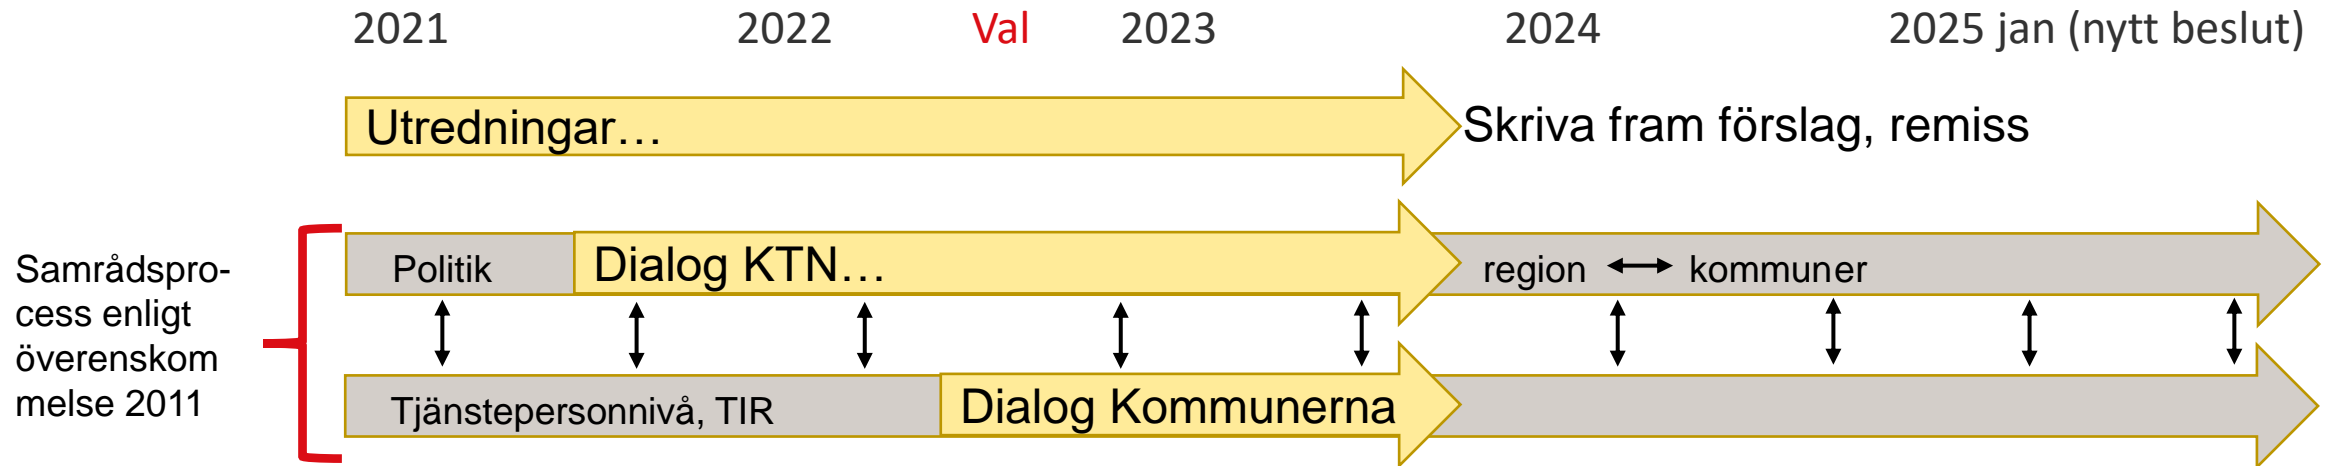 2021 2022 Val 2023 2024 2025 jan (nytt beslut)
Utredningar… Skriva fram förslag, remiss
Samrådspro-
cess enligt
överenskom
melse 2011
Politik Dialog KTN… region kommuner
Tjänstepersonnivå, TIR Dialog Kommunerna